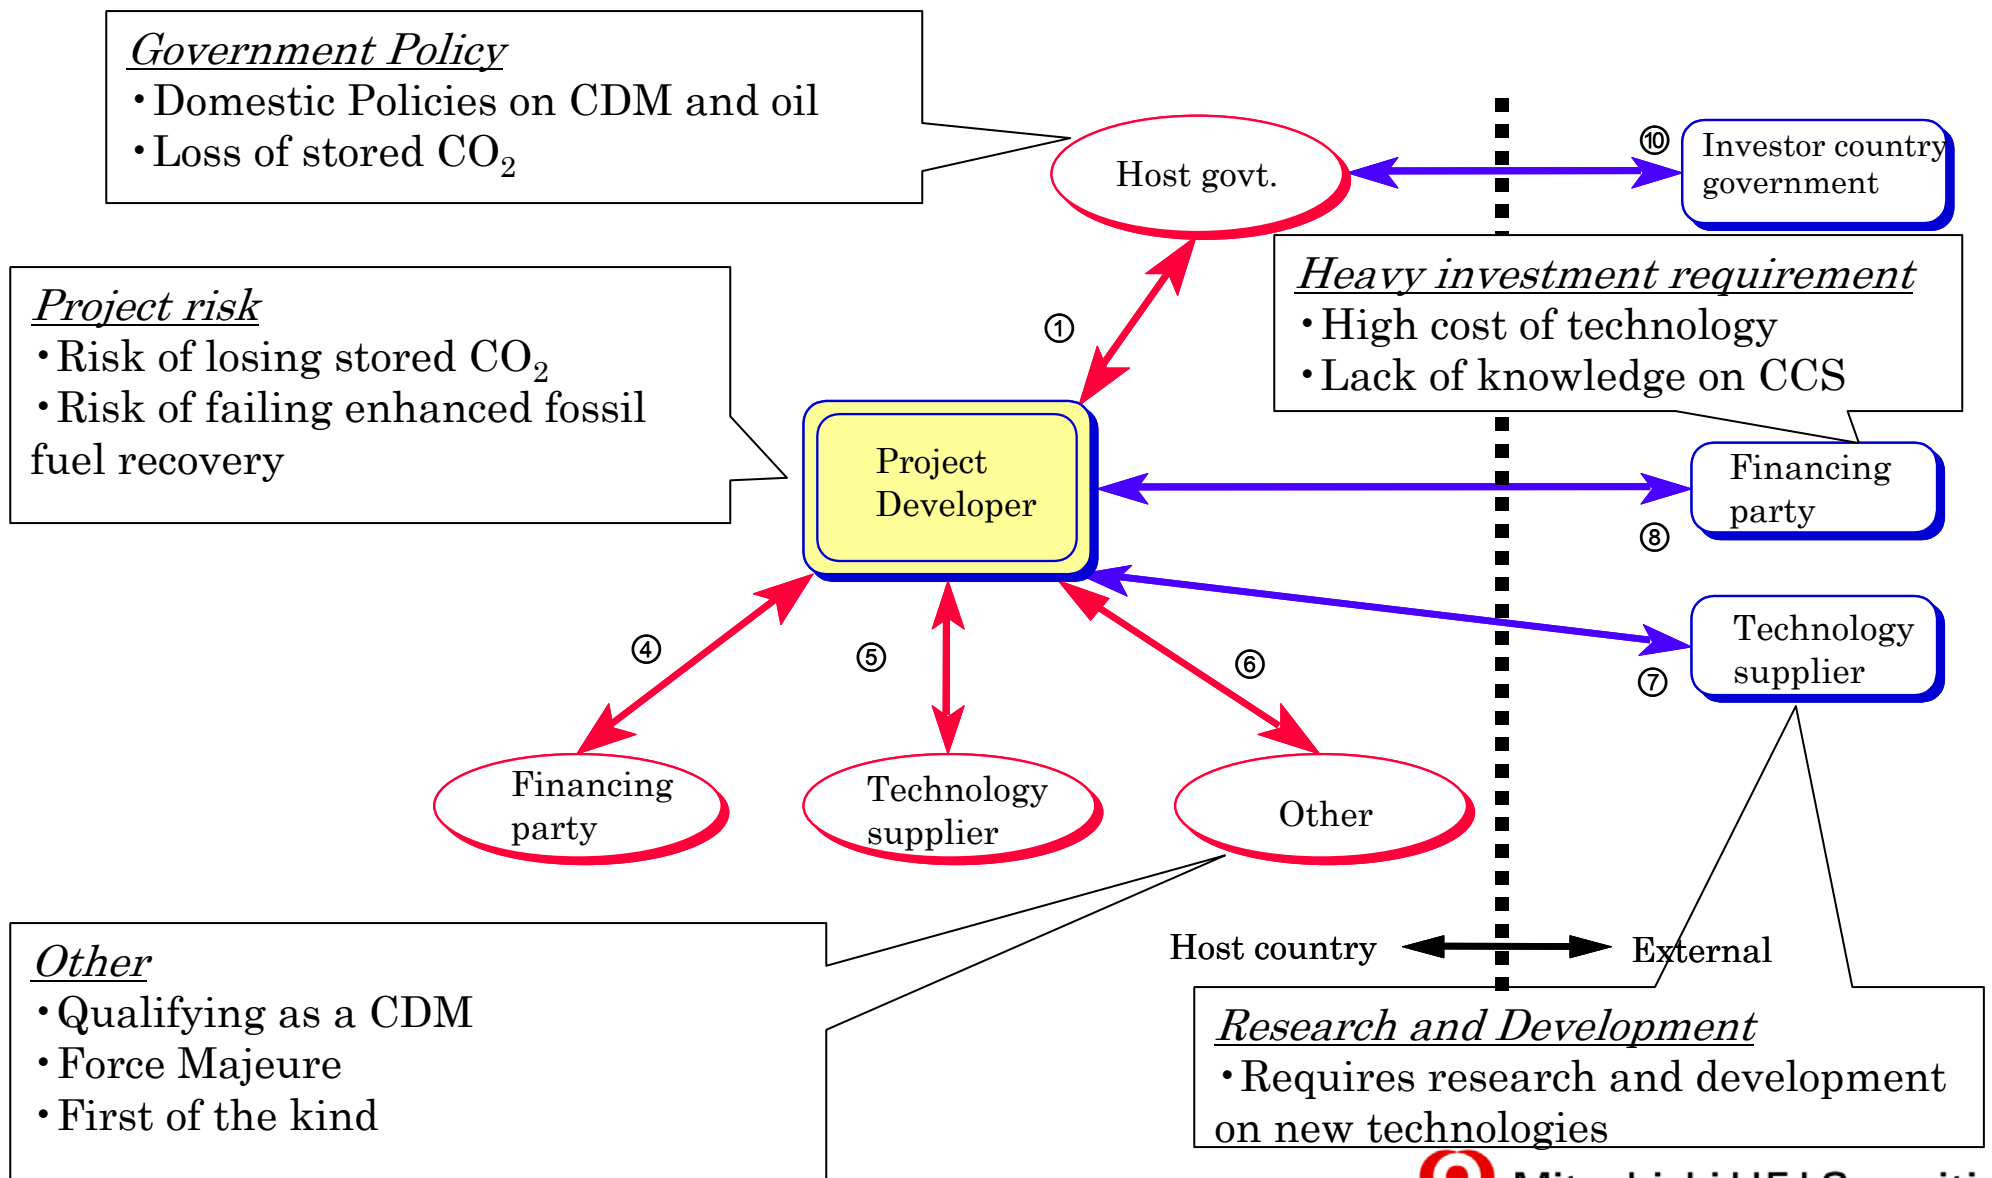 Government Policy
・Domestic Policies on CDM and oil
・Loss of stored CO₂
Host govt.
⑩
Investor country
government
Project risk
・Risk of losing stored CO₂
・Risk of failing enhanced fossil
fuel recovery
①
Heavy investment requirement
・High cost of technology
・Lack of knowledge on CCS
Project
Developer
Financing
party
⑧
Technology
supplier
⑦
④
⑤
⑥
Financing
party
Technology
supplier
Other
Host country
External
Other
・Qualifying as a CDM
・Force Majeure
・First of the kind
Research and Development
・Requires research and development
on new technologies